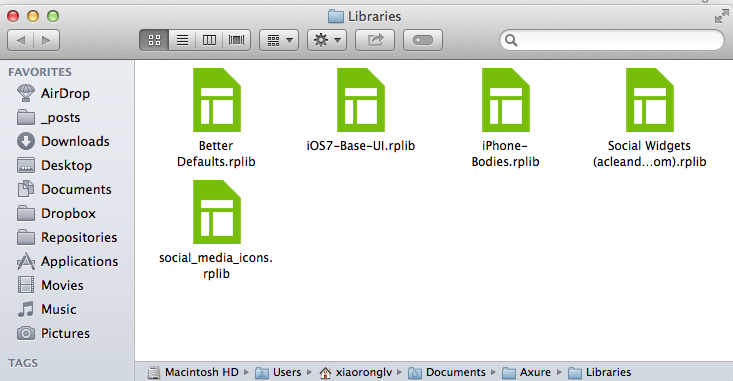 Libraries
FAVORITES
AirDrop
_posts
Downloads
Desktop
Documents
Dropbox
Repositories
Applications
Movies
Music
Pictures
TAGS
Better
Defaults.rplib
iOS7-Base-UI.rplib
iPhone-
Bodies.rplib
Social Widgets
(acleand...om).rplib
social_media_icons.
rplib
Macintosh HD Users xiaoronglv Documents Axure Libraries